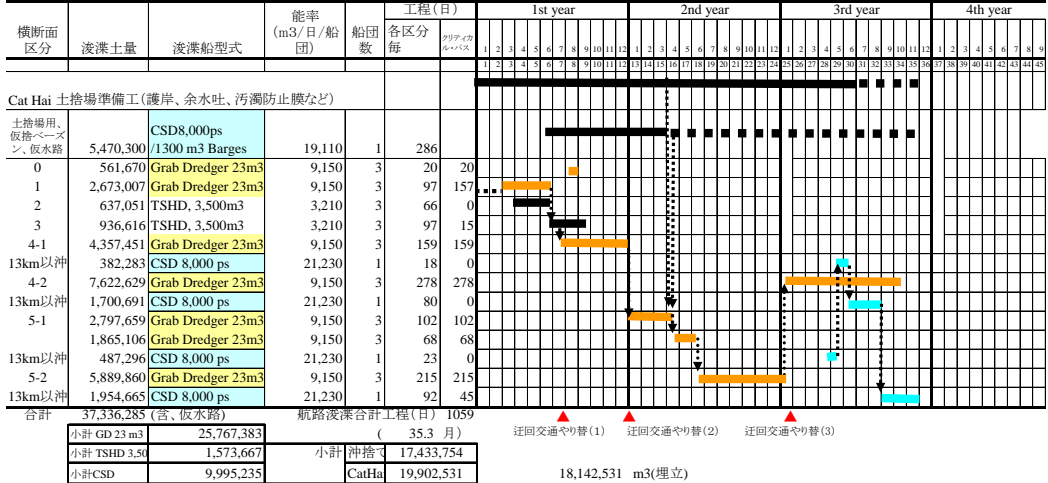 横断面区分 浚渫土量 浚渫船型式 能率(m3/日/船団) 船団数 工程(日) 各区分毎 クリティカル・パス 1st year 2nd year 3rd year 4th year
1 2 3 4 5 6 7 8 9 10 11 12 1 2 3 4 5 6 7 8 9 10 11 12 1 2 3 4 5 6 7 8 9 10 11 12 1 2 3 4 5 6 7 8 9
1 2 3 4 5 6 7 8 9 10 11 12 13 14 15 16 17 18 19 20 21 22 23 24 25 26 27 28 29 30 31 32 33 34 35 36 37 38 39 40 41 42 43 44 45
Cat Hai 土捨場準備工(護岸、余水吐、汚濁防止膜など)
土捨場用、仮捨ベーズン、仮水路 5,470,300 CSD8,000ps /1300 m3 Barges 19,110 1 286
0 561,670 Grab Dredger 23m3 9,150 3 20 20
1 2,673,007 Grab Dredger 23m3 9,150 3 97 157
2 637,051 TSHD, 3,500m3 3,210 3 66 0
3 936,616 TSHD, 3,500m3 3,210 3 97 15
4-1 4,357,451 Grab Dredger 23m3 9,150 3 159 159
13km以沖 382,283 CSD 8,000 ps 21,230 1 18 0
4-2 7,622,629 Grab Dredger 23m3 9,150 3 278 278
13km以沖 1,700,691 CSD 8,000 ps 21,230 1 80 0
5-1 2,797,659 Grab Dredger 23m3 9,150 3 102 102
1,865,106 Grab Dredger 23m3 9,150 3 68 68
13km以沖 487,296 CSD 8,000 ps 21,230 1 23 0
5-2 5,889,860 Grab Dredger 23m3 9,150 3 215 215
13km以沖 1,954,665 CSD 8,000 ps 21,230 1 92 45
合計 37,336,285 (含、仮水路) 航路浚渫合計工程(日) 1059
小計 GD 23 m3 25,767,383 ( 35.3 月) 迂回交通やり替(1) 迂回交通やり替(2) 迂回交通やり替(3)
小計 TSHD 3,50 1,573,667 小計 沖捨て 17,433,754
小計CSD 9,995,235 CatHa 19,902,531 18,142,531 m3(埋立)